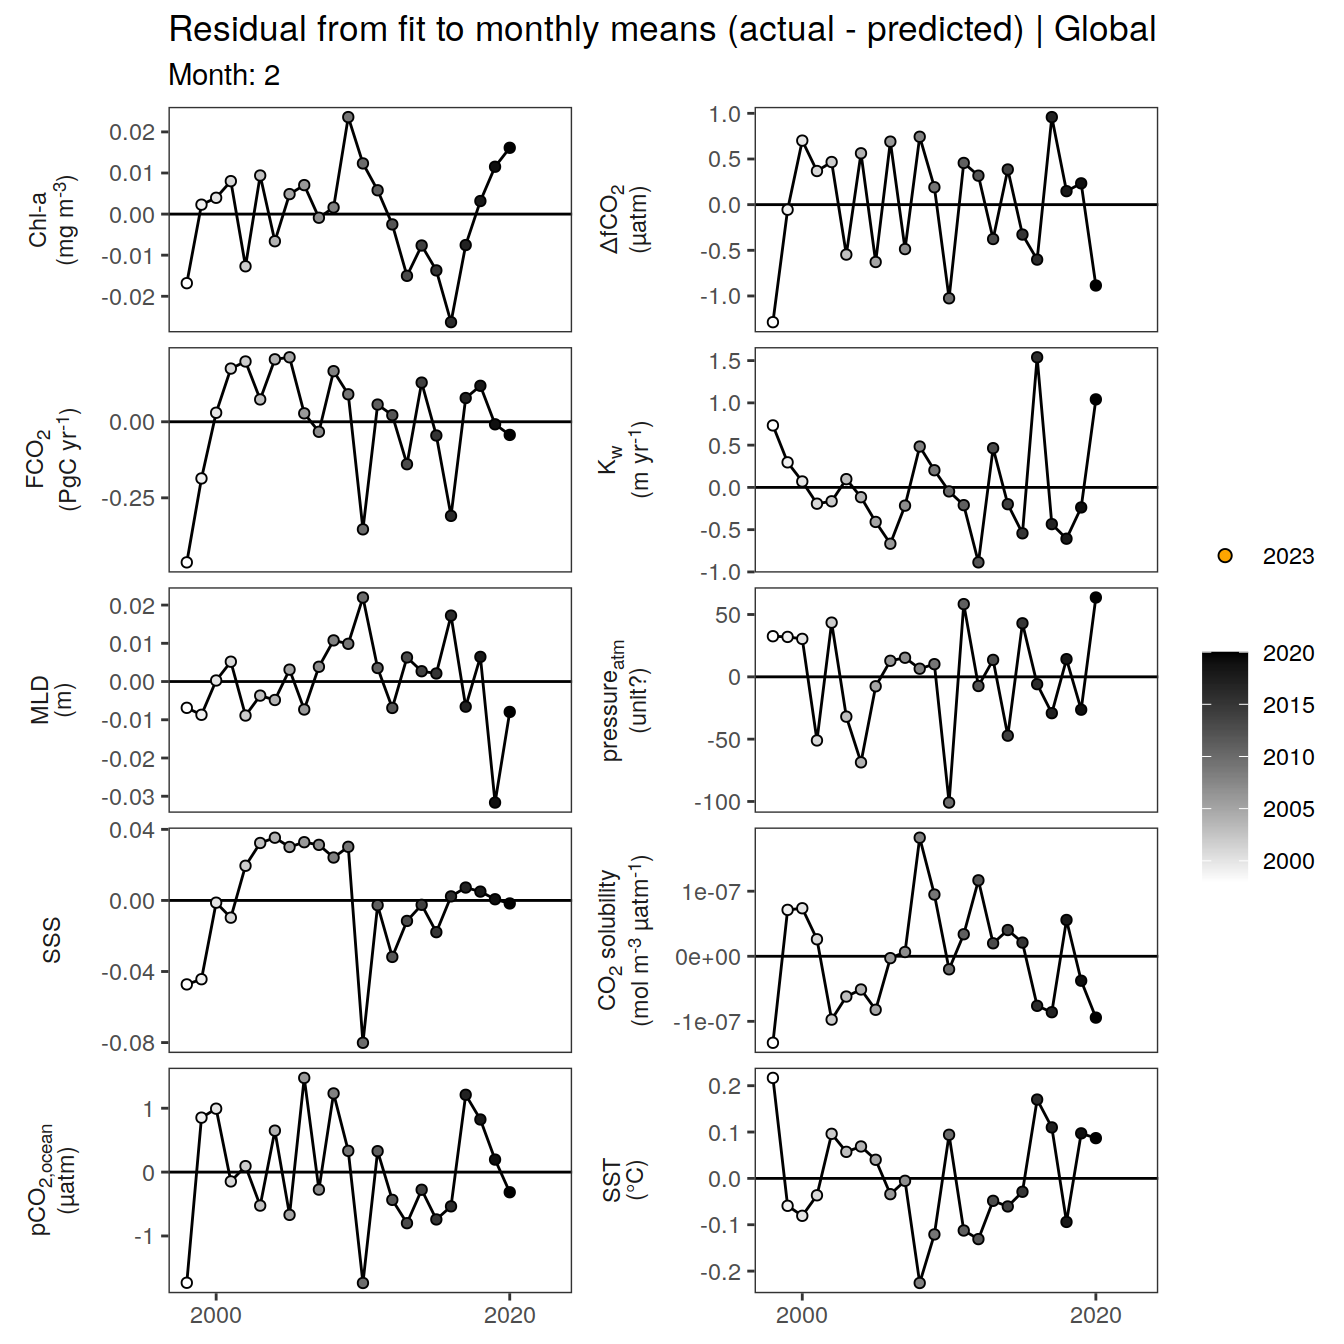 Residual from fit to monthly means (actual - predicted) | Global
Month: 2
Chl-a
(mg m-3)
0.02
0.01
0.00
-0.01
-0.02
ΔfCO2
(µatm)
1.0
0.5
0.0
-0.5
-1.0
FCO2
(PgC yr-1)
0.00
-0.25
Kw
(m yr-1)
1.5
1.0
0.5
0.0
-0.5
-1.0
MLD
(m)
0.02
0.01
0.00
-0.01
-0.02
-0.03
pressureatm
(unit?)
50
0
-50
-100
SSS
0.04
0.00
-0.04
-0.08
CO2 solubility
(mol m-3 µatm-1)
1e-07
0e+00
-1e-07
pCO2,ocean
(µatm)
1
0
-1
SST
(°C)
0.2
0.1
0.0
-0.1
-0.2
2000
2020
2000
2020
2023
2020
2015
2010
2005
2000